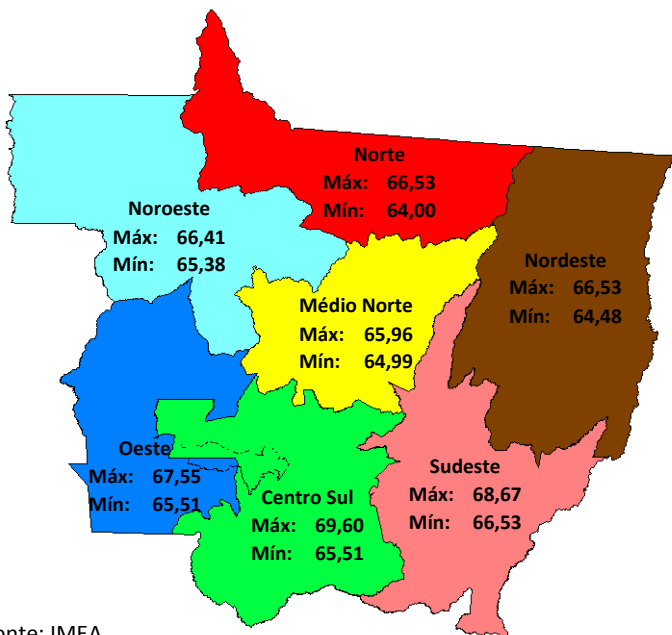 Norte
Máx: 66,53
Mín: 64,00
Noroeste
Máx: 66,41
Mín: 65,38
Nordeste
Máx: 66,53
Mín: 64,48
Médio Norte
Máx: 65,96
Mín: 64,99
Oeste
Máx: 67,55
Mín: 65,51
Centro Sul
Máx: 69,60
Mín: 65,51
Sudeste
Máx: 68,67
Mín: 66,53
onte: IMEA